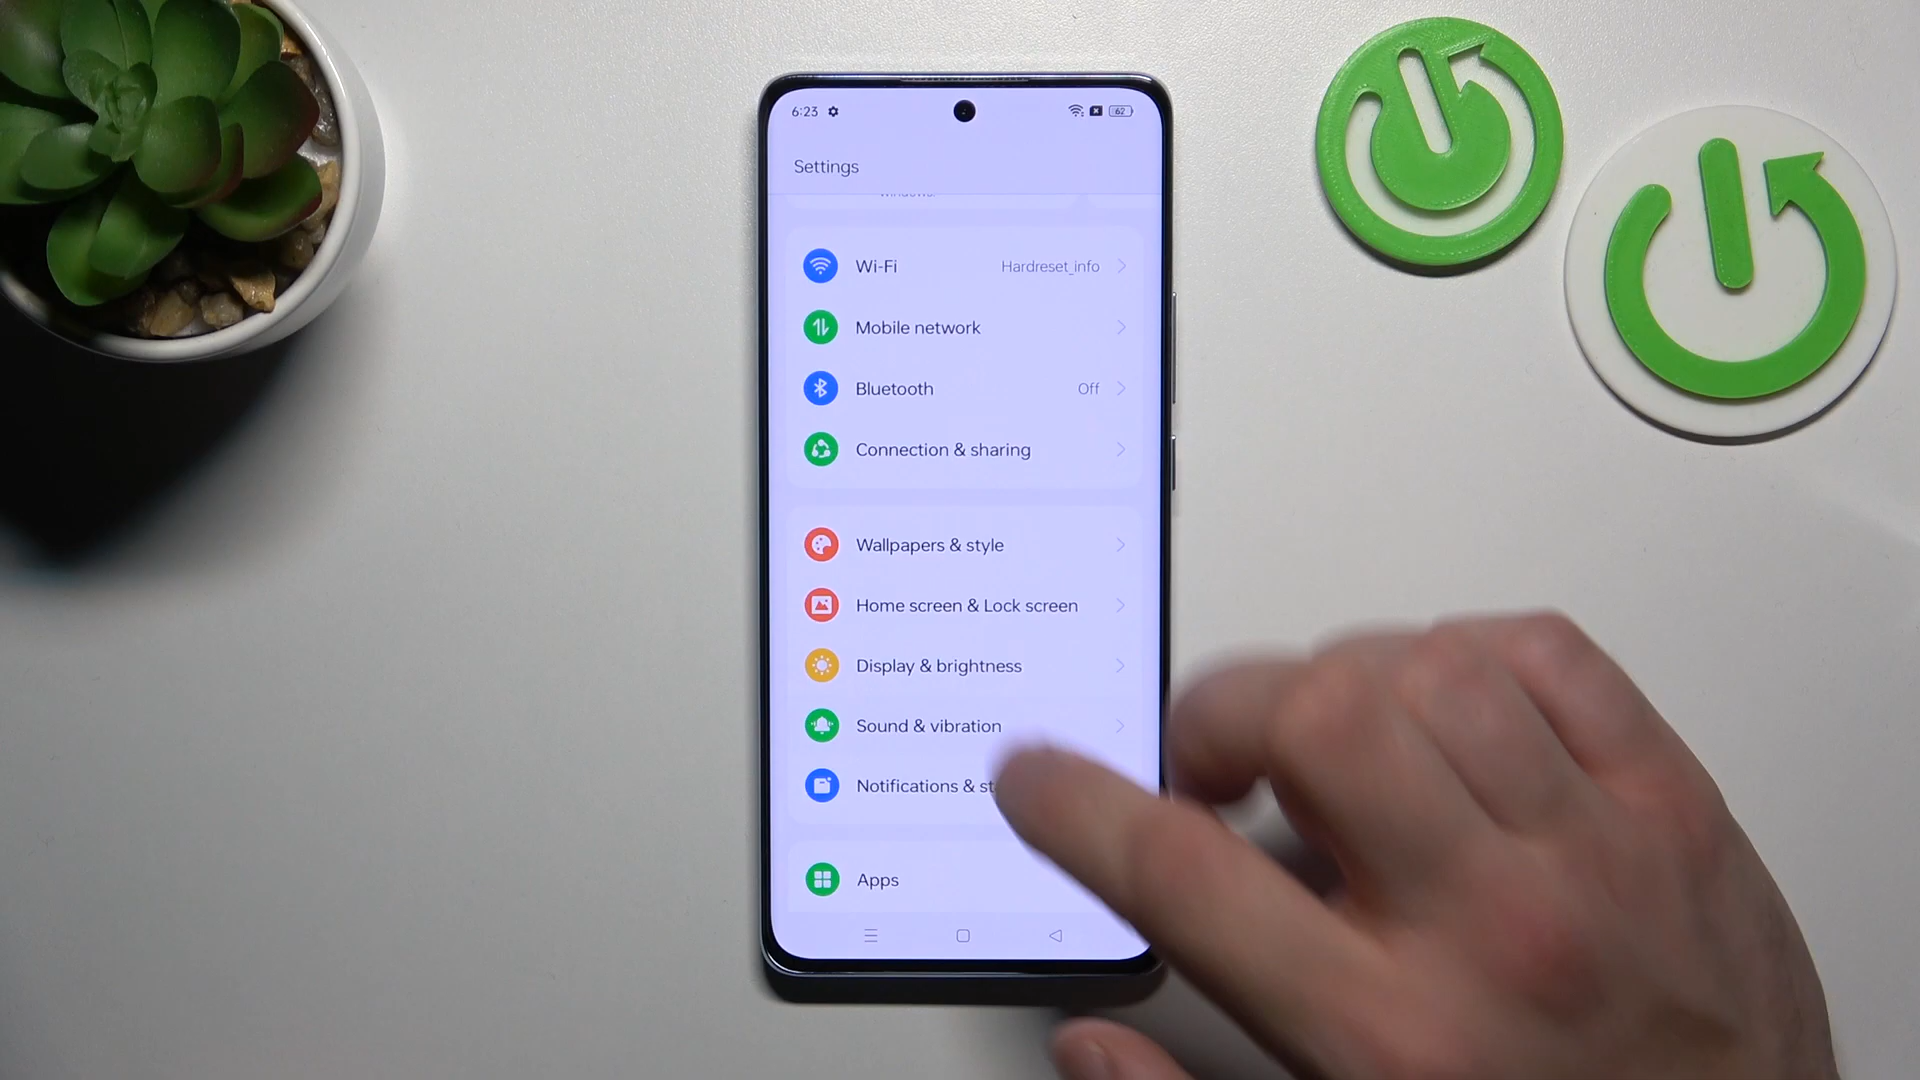 6:23
62
Settings
Wi-Fi Hardreset_info
Mobile network
Bluetooth Off
Connection & sharing
Wallpapers & style
Home screen & Lock screen
Display & brightness
Sound & vibration
Notifications &
Apps